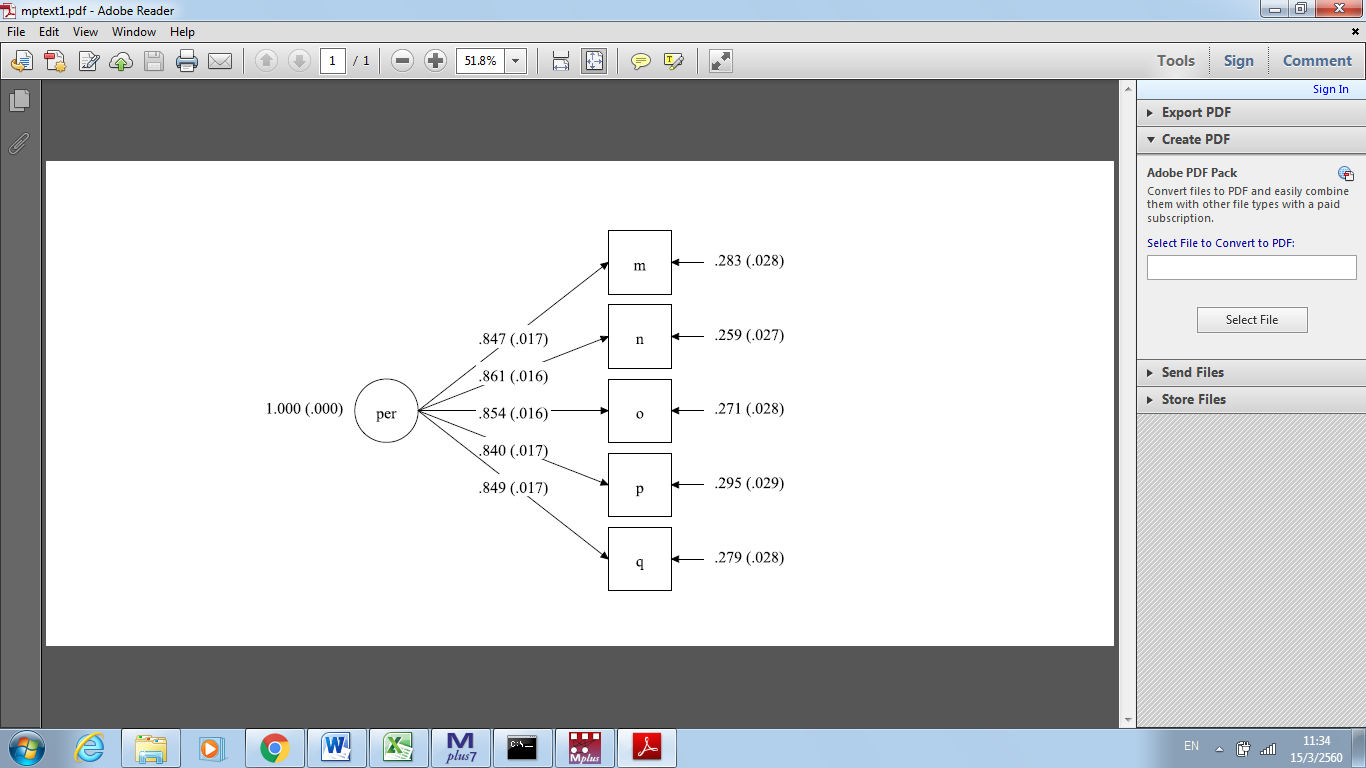 mptext1.pdf - Adobe Reader
File Edit View Window Help
1 / 1 51.8% Tools Sign Comment
Sign In
Export PDF
Create PDF
Adobe PDF Pack
Convert files to PDF and easily combine
them with other file types with a paid
subscription.
Select File to Convert to PDF:
Select File
Send Files
Store Files
m .283 (.028)
.847 (.017)
n .259 (.027)
.861 (.016)
1.000 (.000) per .854 (.016) o .271 (.028)
.840 (.017)
p .295 (.029)
.849 (.017)
q .279 (.028)
M
plus7
C:\
Mplus
EN
11:34
15/3/2560